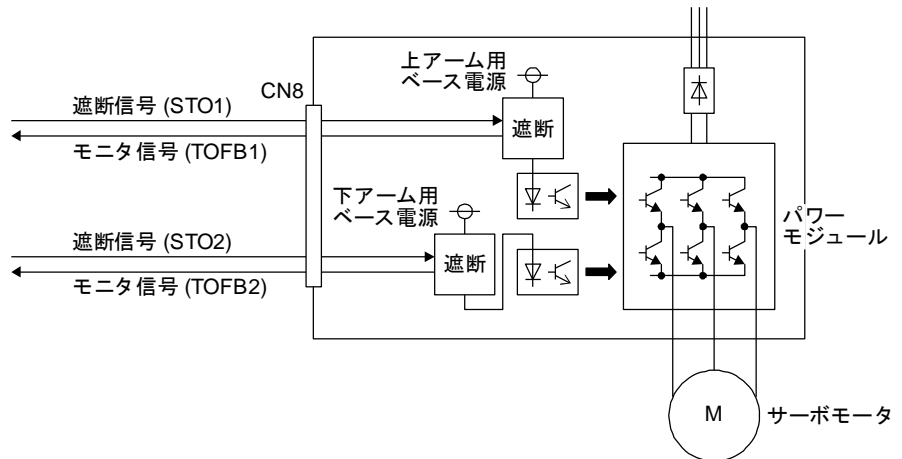 上アーム用
ベース電源
CN8
遮断信号 (STO1)
遮断
モニタ信号 (TOFB1)
下アーム用
ベース電源
パワー
モジュール
遮断信号 (STO2)
遮断
モニタ信号 (TOFB2)
M
サーボモータ